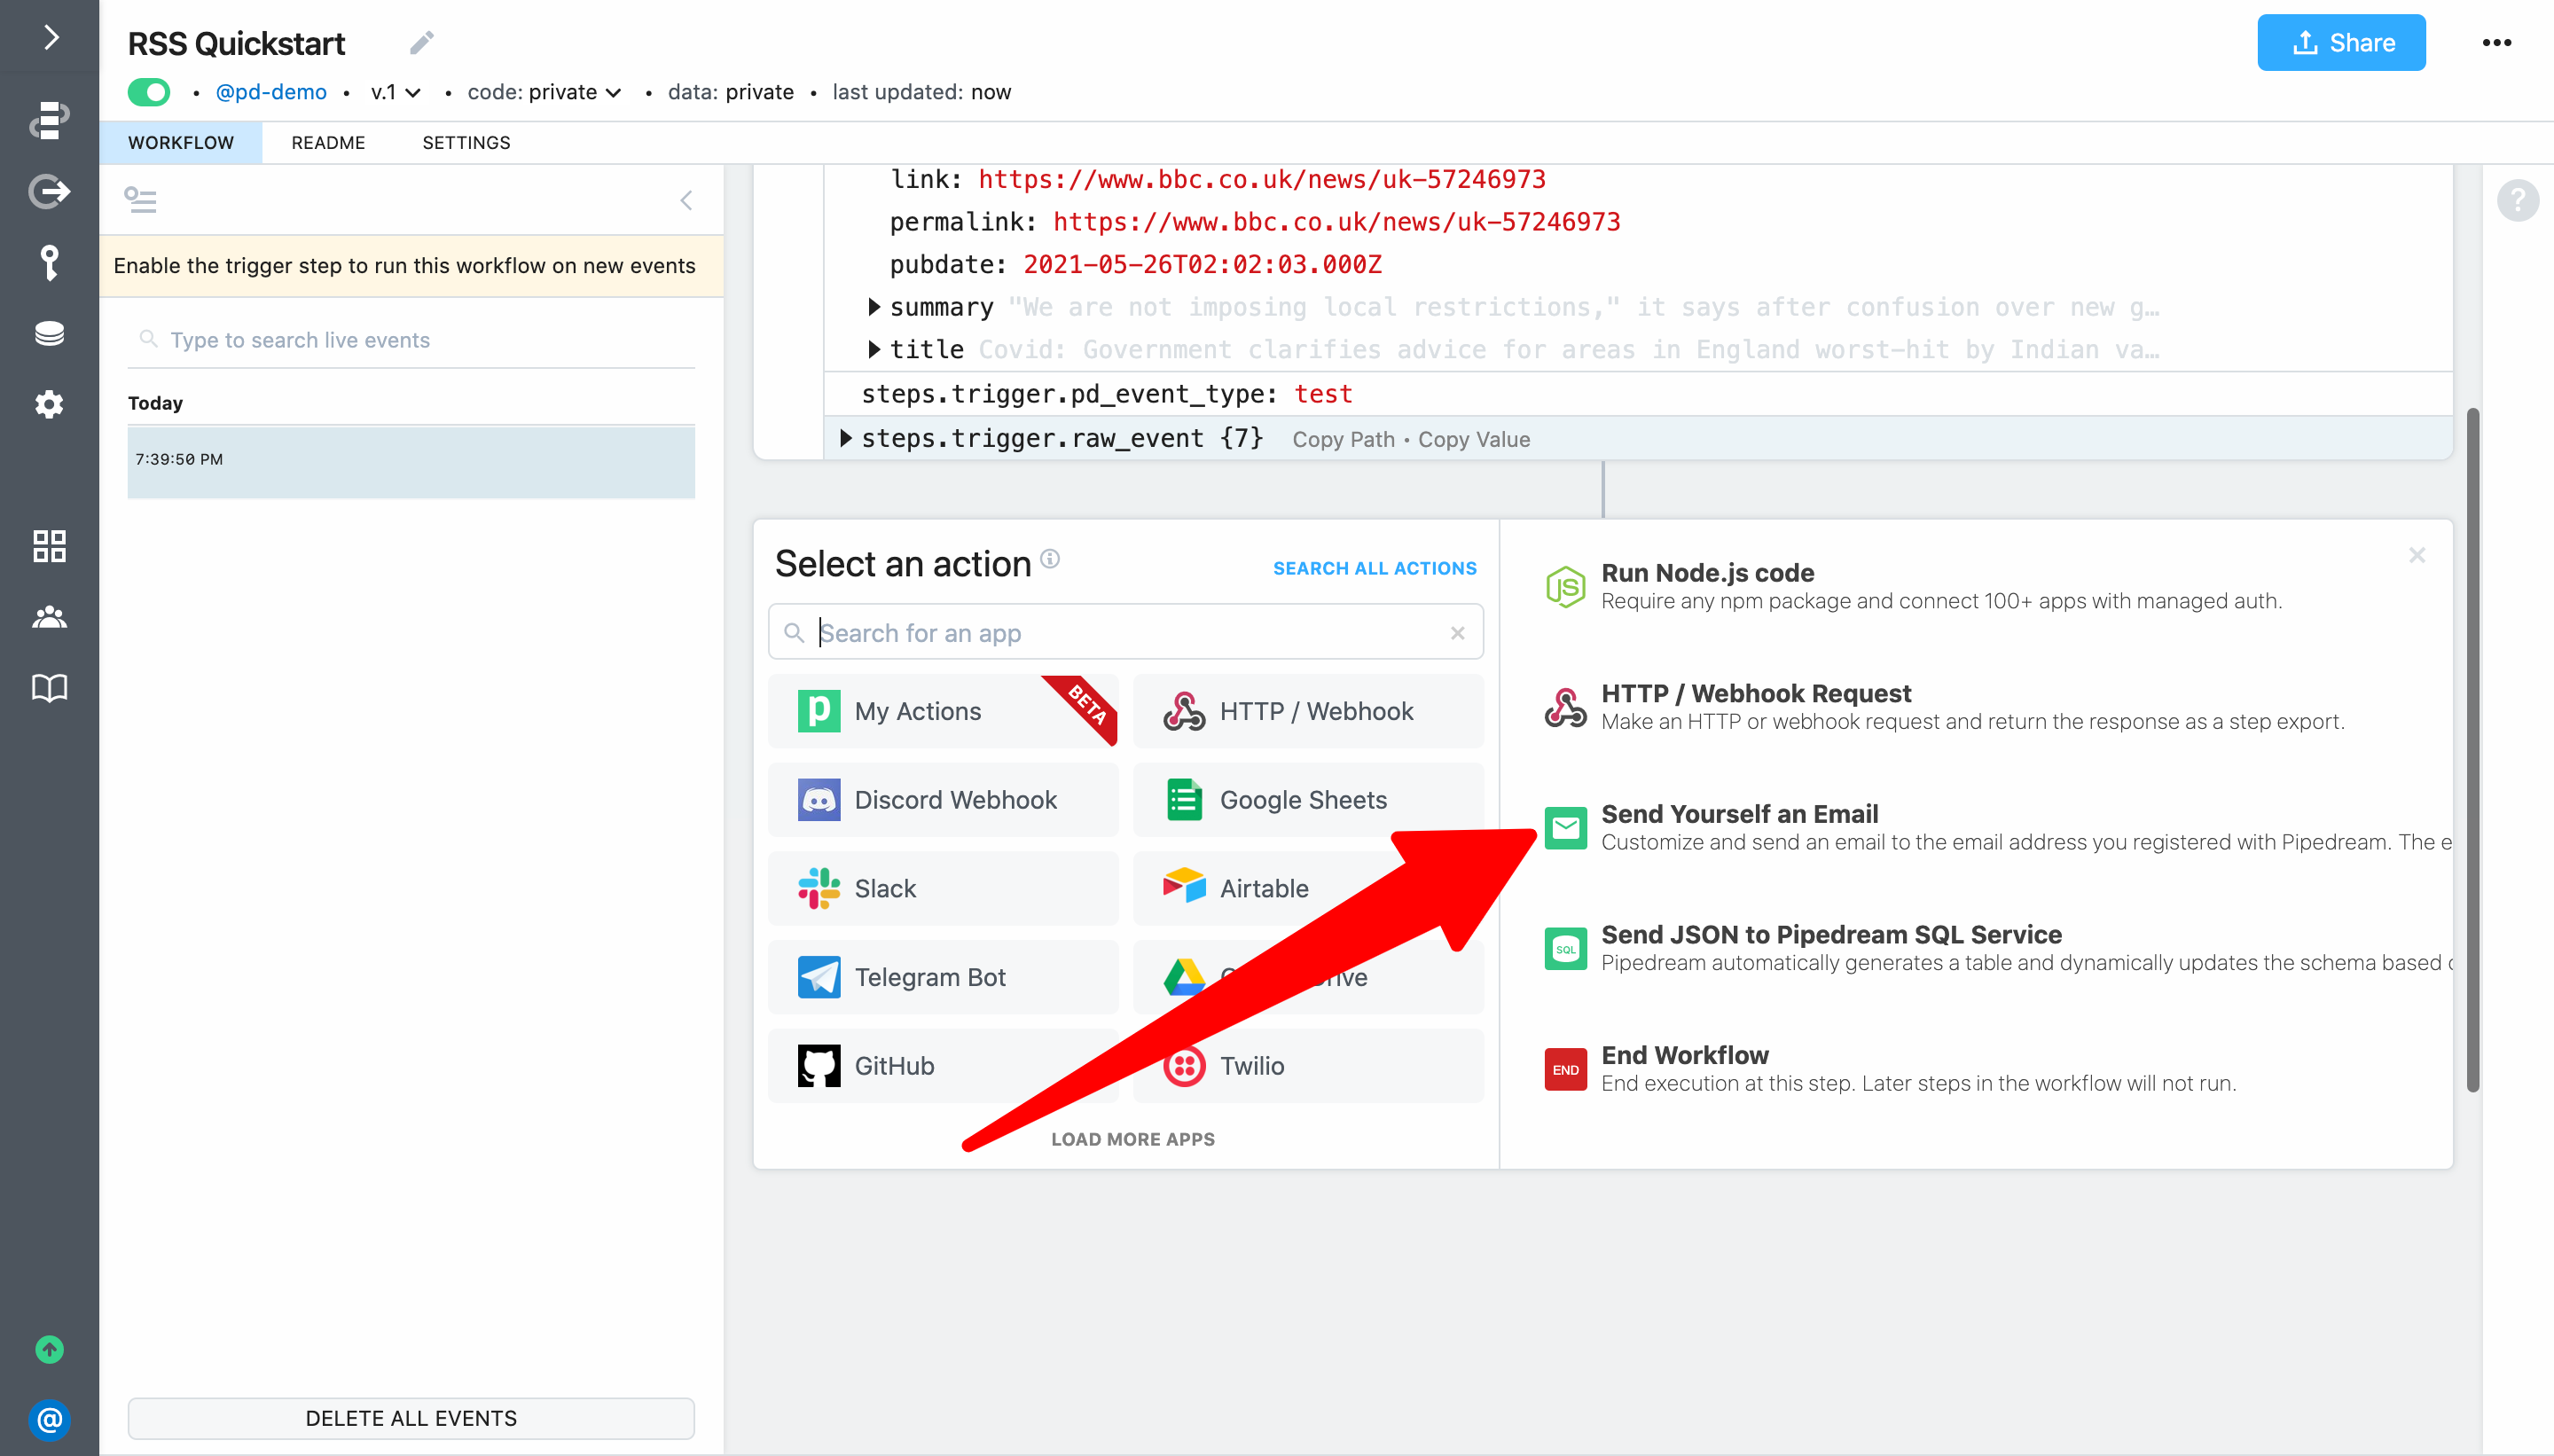 RSS Quickstart
Share
• @pd-demo • v.1 • code: private • data: private • last updated: now
WORKFLOW README SETTINGS
Enable the trigger step to run this workflow on new events
Type to search live events
Today
7:39:50 PM
DELETE ALL EVENTS
link: https://www.bbc.co.uk/news/uk-57246973
permalink: https://www.bbc.co.uk/news/uk-57246973
pubdate: 2021-05-26T02:02:03.000Z
summary "We are not imposing local restrictions," it says after confusion over new g…
title Covid: Government clarifies advice for areas in England worst-hit by Indian va…
steps.trigger.pd_event_type: test
steps.trigger.raw_event {7} Copy Path • Copy Value
Select an action
SEARCH ALL ACTIONS
Search for an app
My Actions
BETA
HTTP / Webhook
Discord Webhook
Google Sheets
Slack
Airtable
Telegram Bot
GitHub
Twilio
LOAD MORE APPS
JS
Run Node.js code
Require any npm package and connect 100+ apps with managed auth.
HTTP / Webhook Request
Make an HTTP or webhook request and return the response as a step export.
Send Yourself an Email
Customize and send an email to the email address you registered with Pipedream. The e
SQL
Send JSON to Pipedream SQL Service
Pipedream automatically generates a table and dynamically updates the schema based
END
End Workflow
End execution at this step. Later steps in the workflow will not run.
?
@